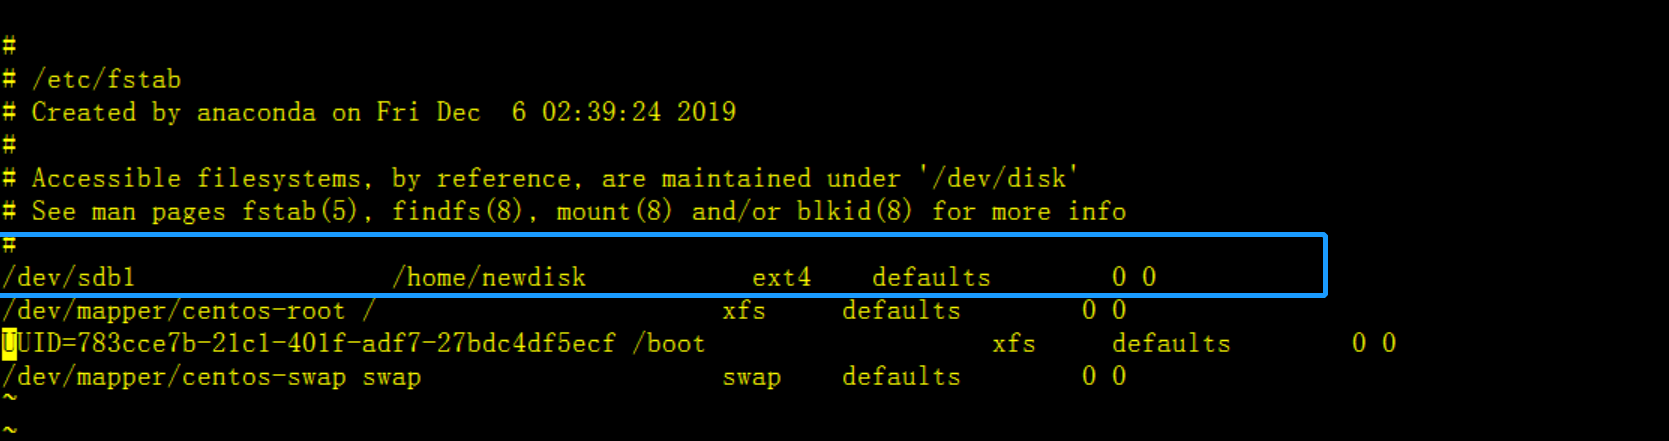 #
# /etc/fstab
# Created by anaconda on Fri Dec  6 02:39:24 2019
#
# Accessible filesystems, by reference, are maintained under '/dev/disk'
# See man pages fstab(5), findfs(8), mount(8) and/or blkid(8) for more info
#
/dev/sdb1                 /home/newdisk           ext4    defaults        0 0
/dev/mapper/centos-root /                       xfs     defaults        0 0
UUID=783cce7b-21c1-401f-adf7-27bdc4df5ecf /boot                   xfs     defaults        0 0
/dev/mapper/centos-swap swap                    swap    defaults        0 0
~
~